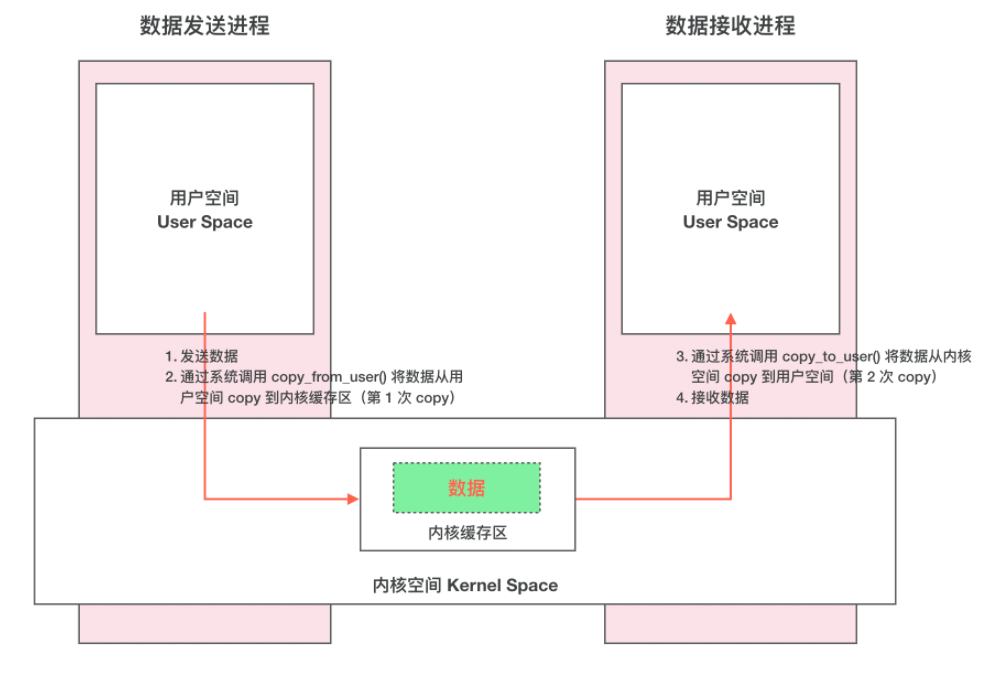 数据发送进程
数据接收进程
用户空间
User Space
用户空间
User Space
1. 发送数据
2. 通过系统调用 copy_from_user() 将数据从用
户空间 copy 到内核缓存区（第 1 次 copy）
3. 通过系统调用 copy_to_user() 将数据从内核
空间 copy 到用户空间（第 2 次 copy）
4. 接收数据
数据
内核缓存区
内核空间 Kernel Space